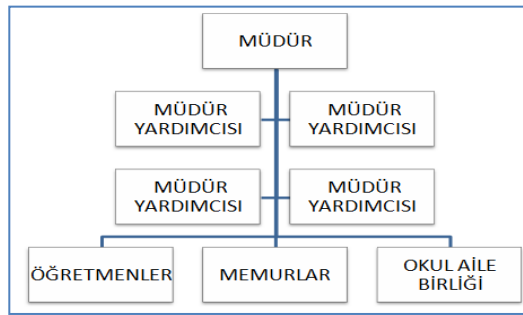 MÜDÜR
MÜDÜR
YARDIMCISI
MÜDÜR
YARDIMCISI
MÜDÜR
YARDIMCISI
MÜDÜR
YARDIMCISI
ÖĞRETMENLER
MEMURLAR
OKUL AİLE
BİRLİĞİ